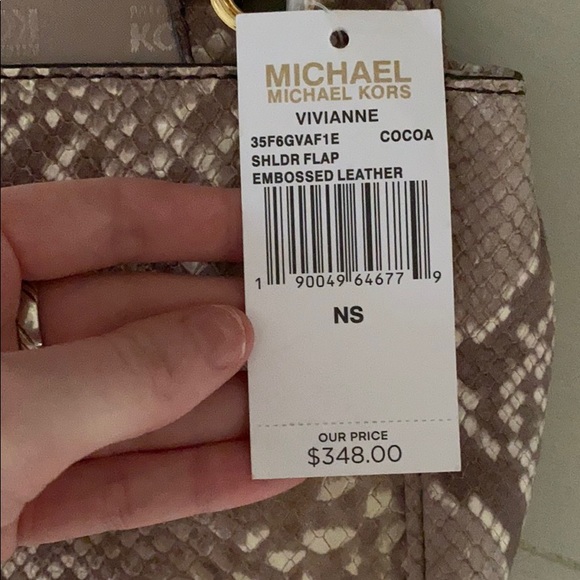 KO
MICHAEL
MICHAEL KORS
VIVIANNE
35F6GVAF1E COCOA
SHLDR FLAP
EMBOSSED LEATHER
1 90049 64677 9
NS
OUR PRICE
$348.00